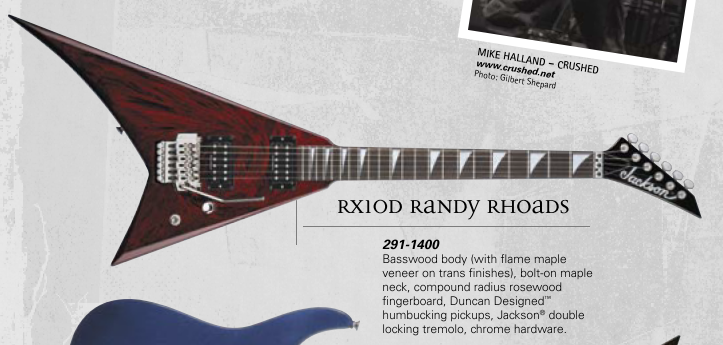 MIKE HALLAND – CRUSHED
www.crushed.net
Photo: Gilbert Shepard
Jackson
RX10D RANDY RHOADS
291-1400
Basswood body (with flame maple
veneer on trans finishes), bolt-on maple
neck, compound radius rosewood
fingerboard, Duncan Designed™
humbucking pickups, Jackson® double
locking tremolo, chrome hardware.